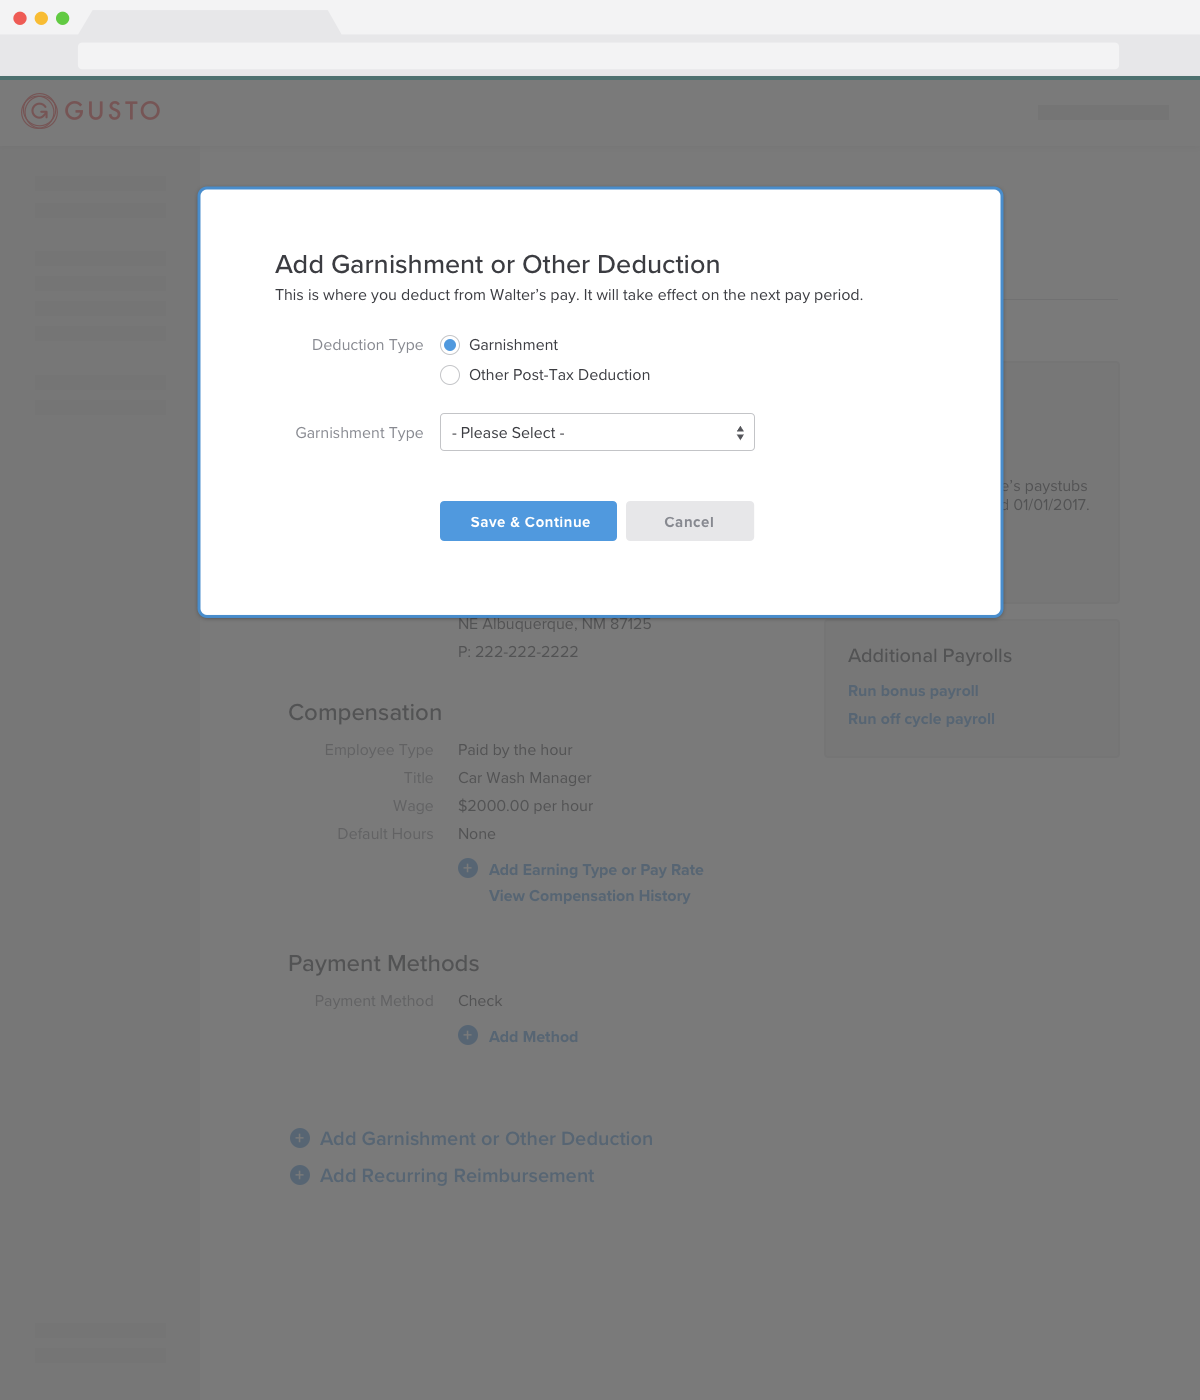 GUSTO
Add Garnishment or Other Deduction
This is where you deduct from Walter's pay. It will take effect on the next pay period.
Deduction Type Garnishment
Other Post-Tax Deduction
Garnishment Type - Please Select -
Save & Continue Cancel
e's paystubs
d 01/01/2017.
NE Albuquerque, NM 87125
P: 222-222-2222
Additional Payrolls
Run bonus payroll
Run off cycle payroll
Compensation
Employee Type Paid by the hour
Title Car Wash Manager
Wage $2000.00 per hour
Default Hours None
Add Earning Type or Pay Rate
View Compensation History
Payment Methods
Payment Method Check
Add Method
Add Garnishment or Other Deduction
Add Recurring Reimbursement